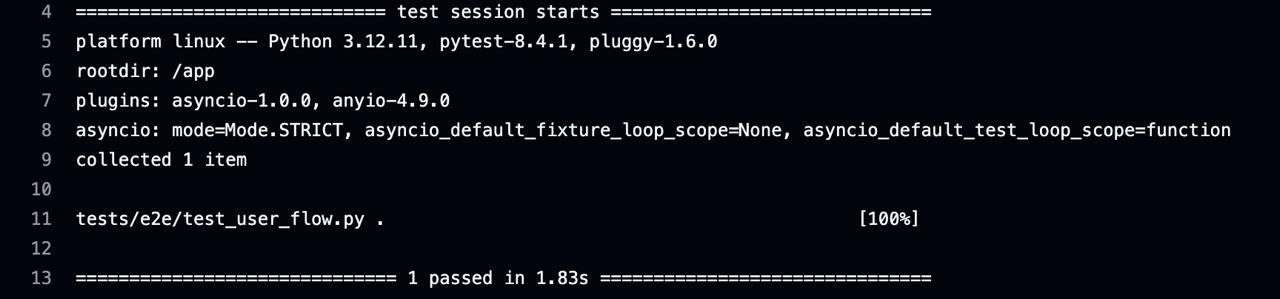 4 ============================= test session starts ==============================
5 platform linux -- Python 3.12.11, pytest-8.4.1, pluggy-1.6.0
6 rootdir: /app
7 plugins: asyncio-1.0.0, anyio-4.9.0
8 asyncio: mode=Mode.STRICT, asyncio_default_fixture_loop_scope=None, asyncio_default_test_loop_scope=function
9 collected 1 item
10
11 tests/e2e/test_user_flow.py . [100%]
12
13 ============================== 1 passed in 1.83s ===============================